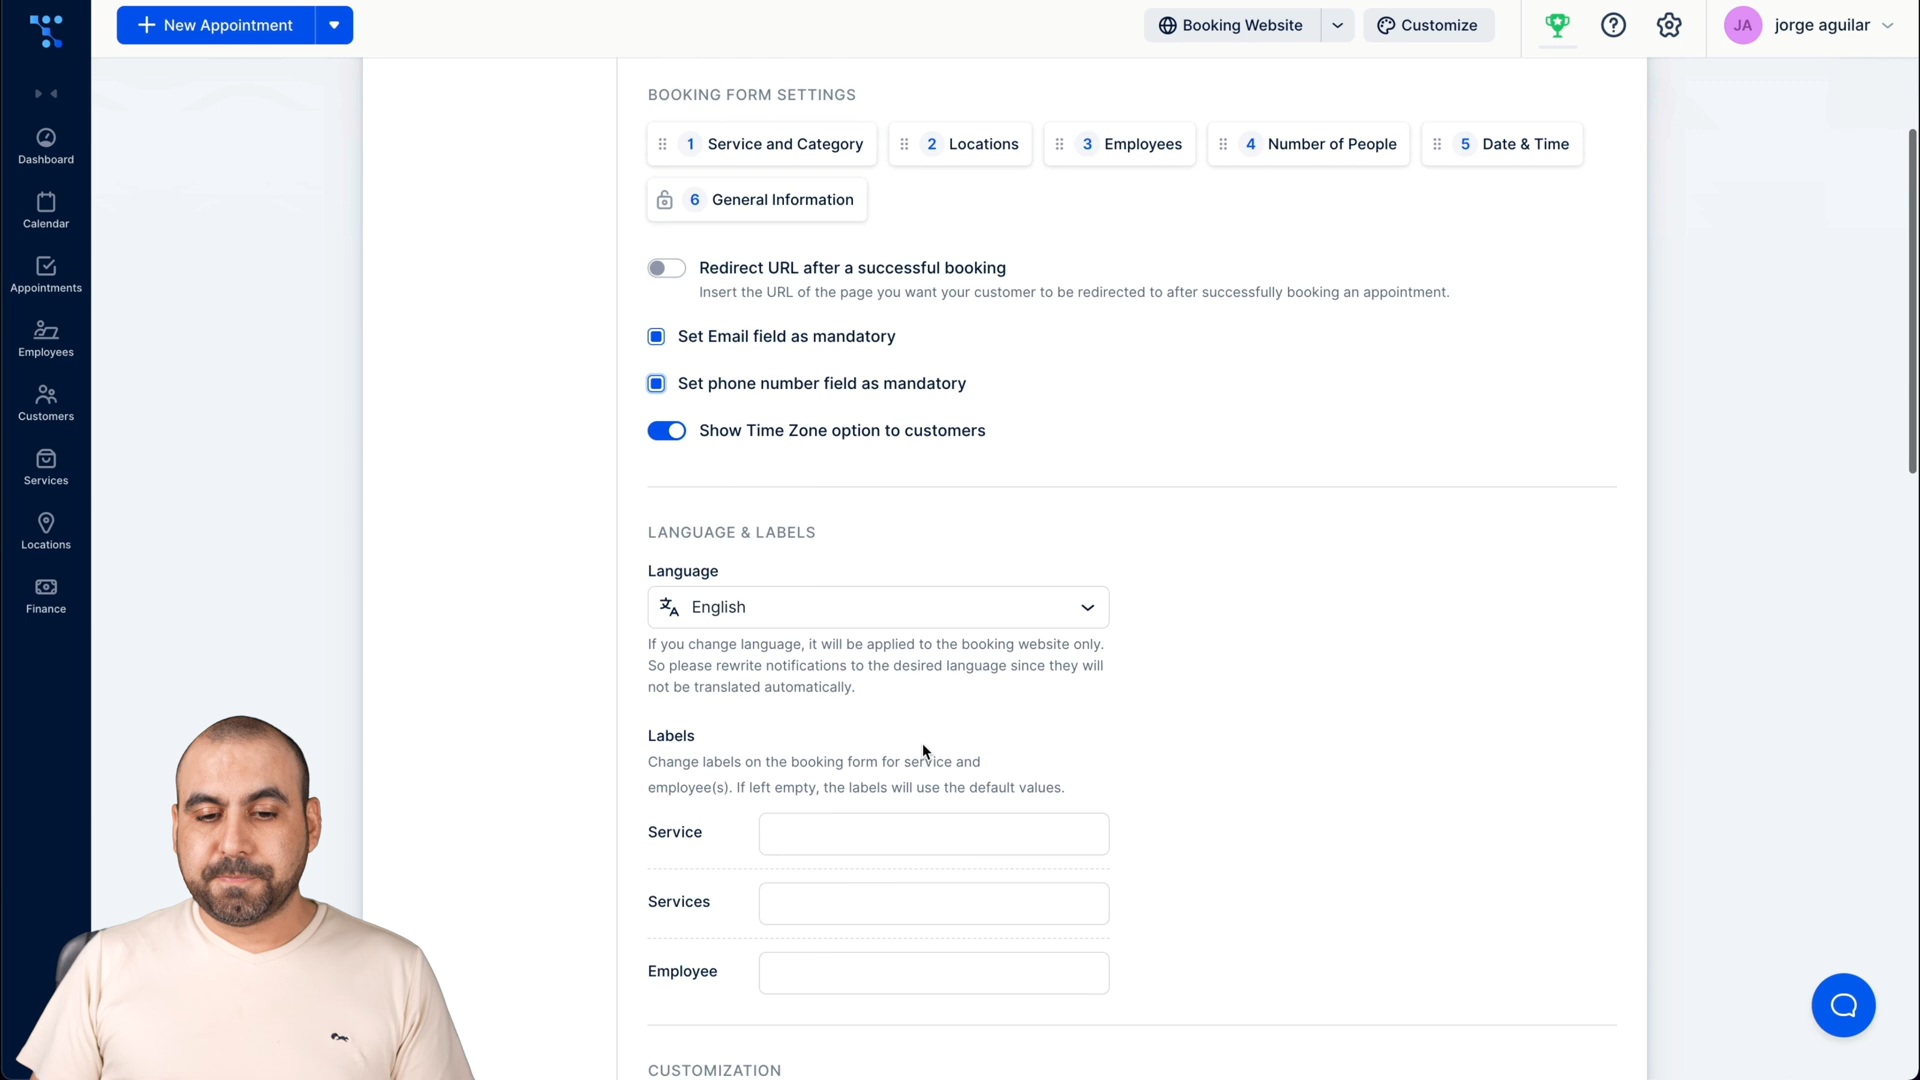 New Appointment
Booking Website
Customize
JA
jorge aguilar
Dashboard
Calendar
Appointments
Employees
Customers
Services
Locations
Finance
BOOKING FORM SETTINGS
1 Service and Category
2 Locations
3 Employees
4 Number of People
5 Date & Time
6 General Information
Redirect URL after a successful booking
Insert the URL of the page you want your customer to be redirected to after successfully booking an appointment.
Set Email field as mandatory
Set phone number field as mandatory
Show Time Zone option to customers
LANGUAGE & LABELS
Language
English
If you change language, it will be applied to the booking website only.
So please rewrite notifications to the desired language since they will
not be translated automatically.
Labels
Change labels on the booking form for service and
employee(s). If left empty, the labels will use the default values.
Service
Services
Employee
CUSTOMIZATION